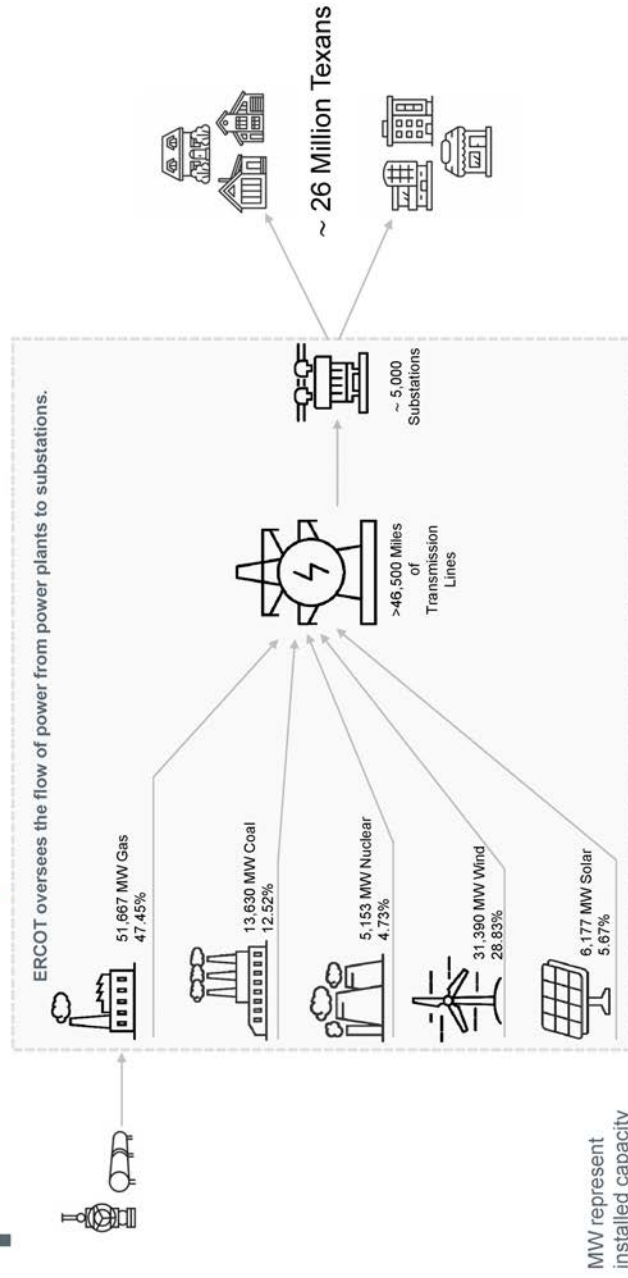 ERCOT oversees the flow of power from power plants to substations.
51,667 MW Gas
47.45%
13,630 MW Coal
12.52%
5,153 MW Nuclear
4.73%
31,390 MW Wind
28.83%
6,177 MW Solar
5.67%
>46,500 Miles
of
Transmission
Lines
~ 5,000
Substations
~ 26 Million Texans
MW represent
installed capacity